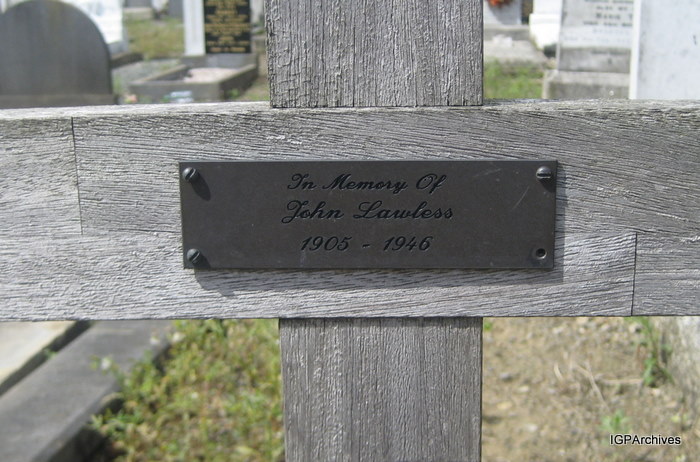 In Memory Of
John Lawless
1905 - 1946
IGPArchives